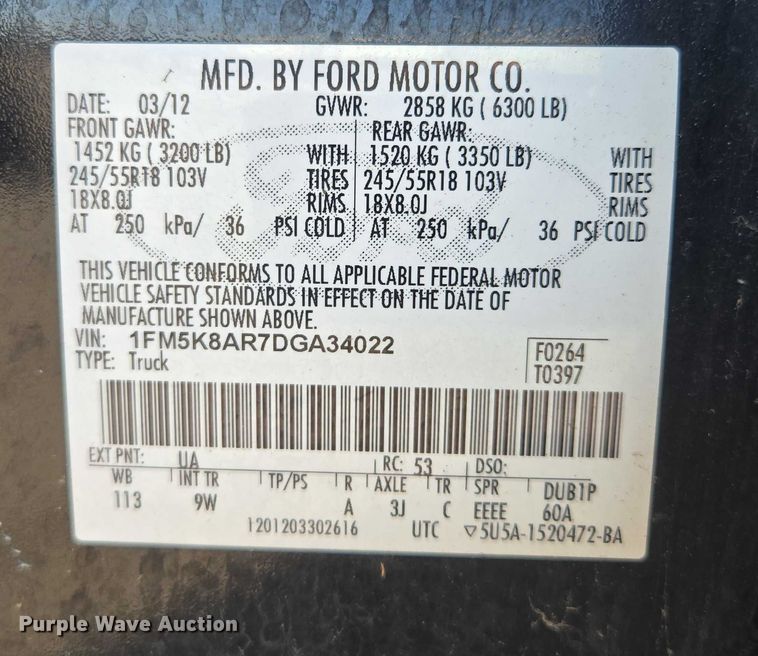 MFD. BY FORD MOTOR CO.
DATE: 03/12 GVWR: 2858 KG ( 6300 LB)
FRONT GAWR: REAR GAWR:
1452 KG ( 3200 LB) WITH 1520 KG ( 3350 LB) WITH
245/55R18 103V TIRES 245/55R18 103V TIRES
18X8.0J RIMS 18X8.0J RIMS
AT 250 kPa/ 36 PSI COLD AT 250 kPa/ 36 PSI COLD
THIS VEHICLE CONFORMS TO ALL APPLICABLE FEDERAL MOTOR
VEHICLE SAFETY STANDARDS IN EFFECT ON THE DATE OF
MANUFACTURE SHOWN ABOVE.
VIN: 1FM5K8AR7DGA34022
TYPE: Truck
F0264
T0397
EXT PNT: UA RC: 53 DSO:
WB INT TR TP/PS R AXLE TR SPR DUB1P
113 9W A 3J C EEEE 60A
1201203302616 UTC ▽5U5A-1520472-BA
Purple Wave Auction